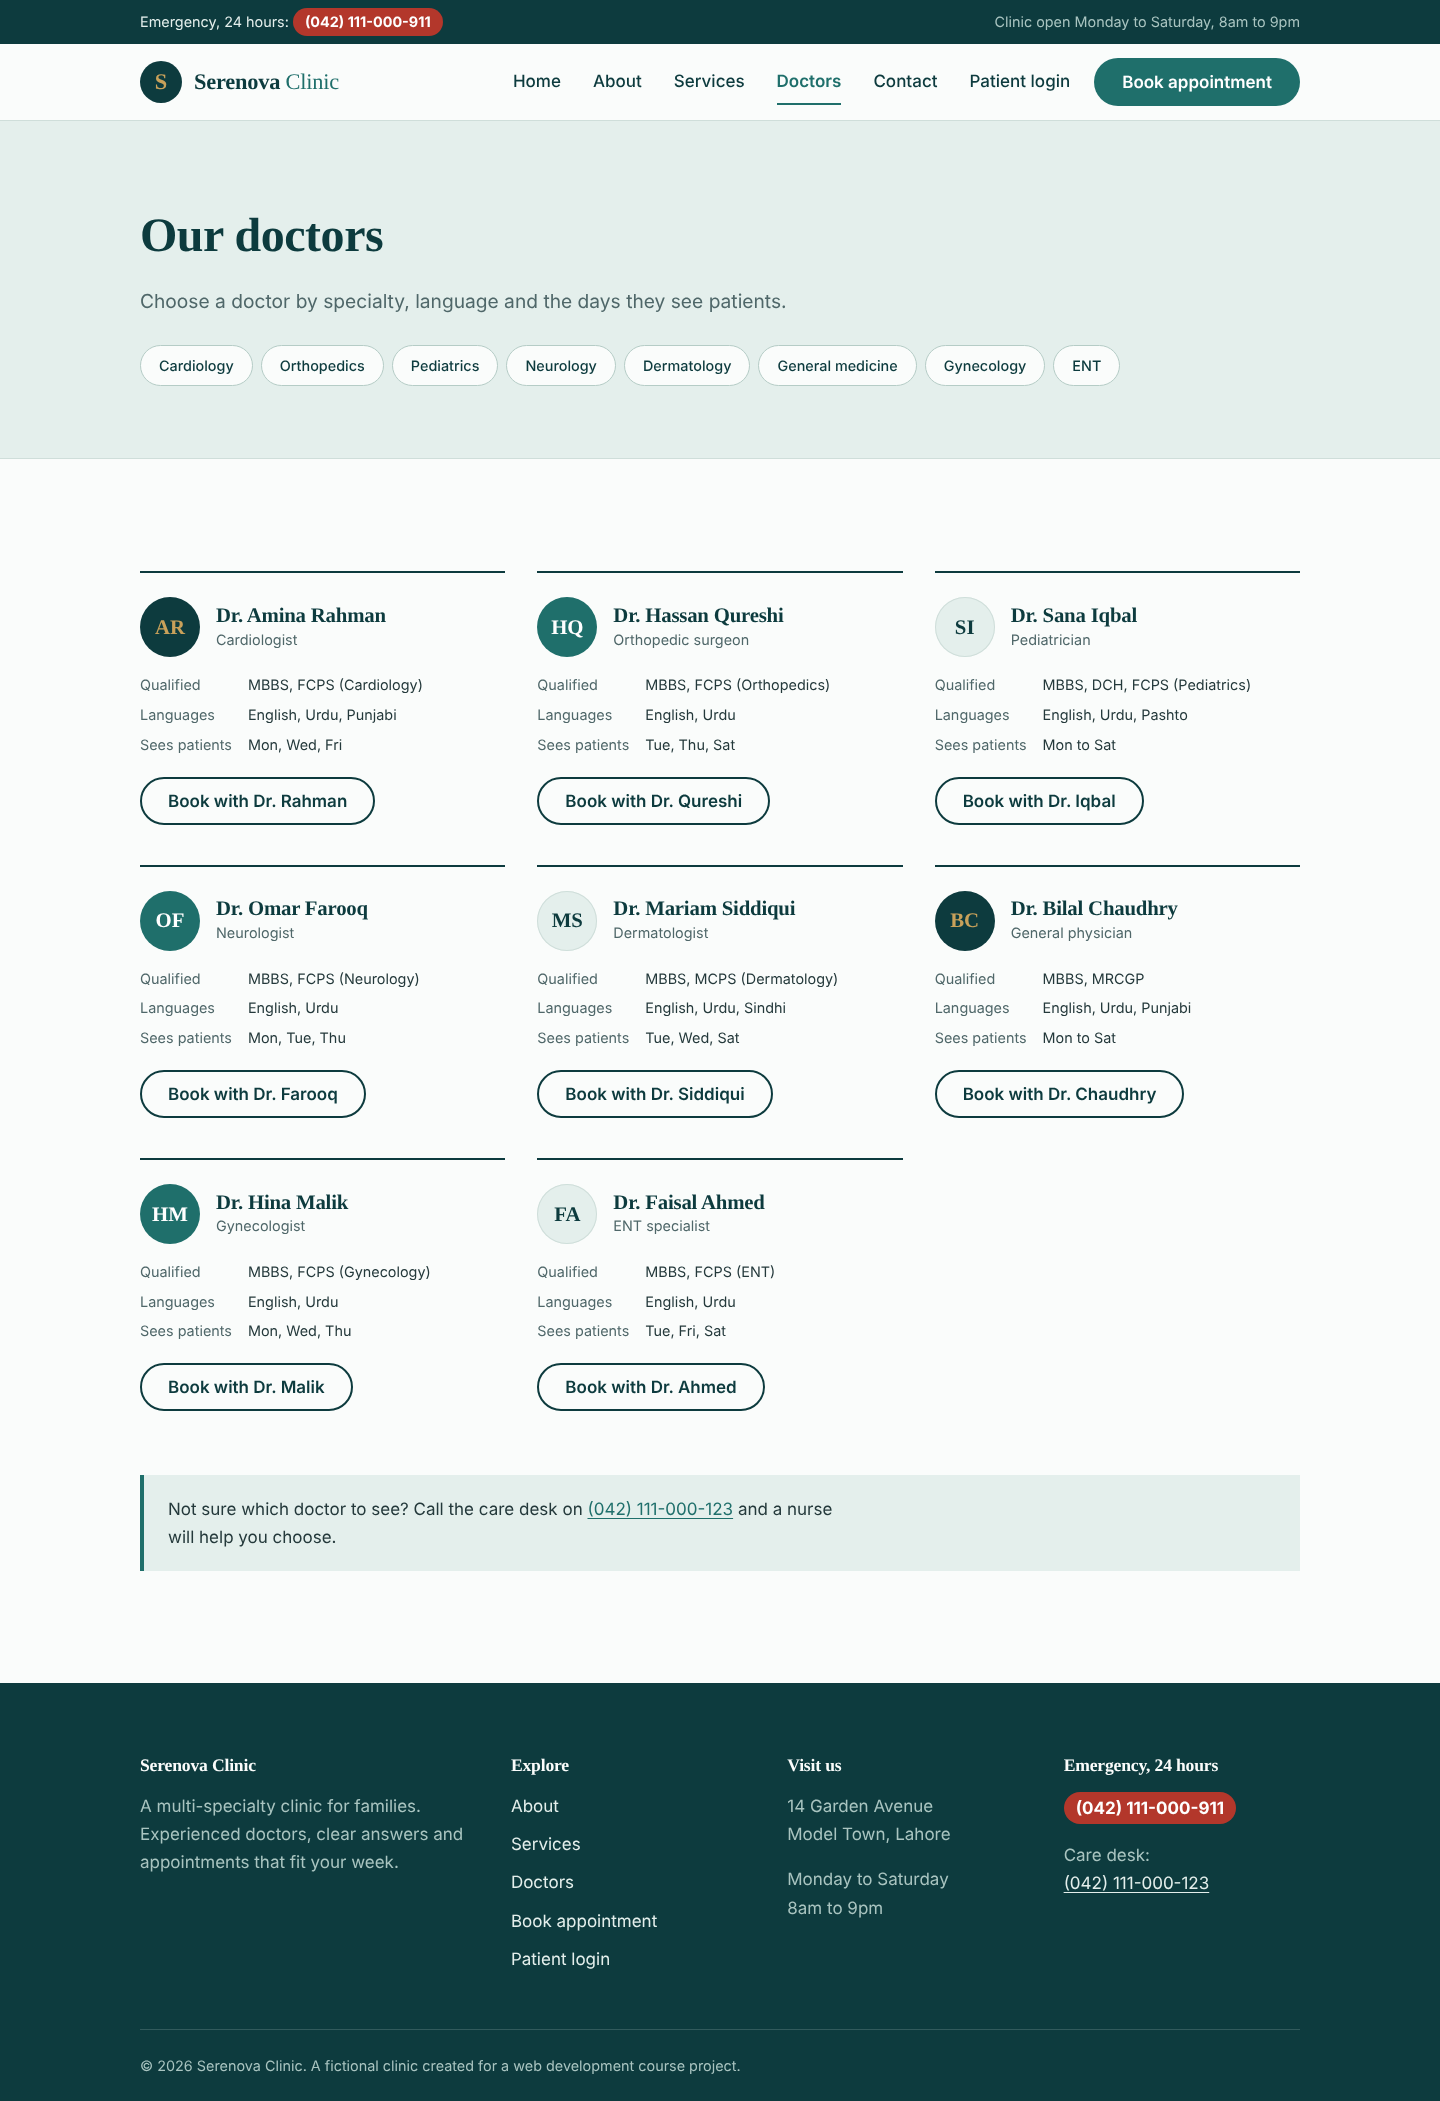 Emergency, 24 hours: (042) 111-000-911
Clinic open Monday to Saturday, 8am to 9pm
S
Serenova Clinic
Home
About
Services
Doctors
Contact
Patient login
Book appointment
Our doctors
Choose a doctor by specialty, language and the days they see patients.
Cardiology
Orthopedics
Pediatrics
Neurology
Dermatology
General medicine
Gynecology
ENT
AR
Dr. Amina Rahman
Cardiologist
Qualified MBBS, FCPS (Cardiology)
Languages English, Urdu, Punjabi
Sees patients Mon, Wed, Fri
Book with Dr. Rahman
HQ
Dr. Hassan Qureshi
Orthopedic surgeon
Qualified MBBS, FCPS (Orthopedics)
Languages English, Urdu
Sees patients Tue, Thu, Sat
Book with Dr. Qureshi
SI
Dr. Sana Iqbal
Pediatrician
Qualified MBBS, DCH, FCPS (Pediatrics)
Languages English, Urdu, Pashto
Sees patients Mon to Sat
Book with Dr. Iqbal
OF
Dr. Omar Farooq
Neurologist
Qualified MBBS, FCPS (Neurology)
Languages English, Urdu
Sees patients Mon, Tue, Thu
Book with Dr. Farooq
MS
Dr. Mariam Siddiqui
Dermatologist
Qualified MBBS, MCPS (Dermatology)
Languages English, Urdu, Sindhi
Sees patients Tue, Wed, Sat
Book with Dr. Siddiqui
BC
Dr. Bilal Chaudhry
General physician
Qualified MBBS, MRCGP
Languages English, Urdu, Punjabi
Sees patients Mon to Sat
Book with Dr. Chaudhry
HM
Dr. Hina Malik
Gynecologist
Qualified MBBS, FCPS (Gynecology)
Languages English, Urdu
Sees patients Mon, Wed, Thu
Book with Dr. Malik
FA
Dr. Faisal Ahmed
ENT specialist
Qualified MBBS, FCPS (ENT)
Languages English, Urdu
Sees patients Tue, Fri, Sat
Book with Dr. Ahmed
Not sure which doctor to see? Call the care desk on (042) 111-000-123 and a nurse
will help you choose.
Serenova Clinic
A multi-specialty clinic for families.
Experienced doctors, clear answers and
appointments that fit your week.
Explore
About
Services
Doctors
Book appointment
Patient login
Visit us
14 Garden Avenue
Model Town, Lahore
Monday to Saturday
8am to 9pm
Emergency, 24 hours
(042) 111-000-911
Care desk:
(042) 111-000-123
© 2026 Serenova Clinic. A fictional clinic created for a web development course project.